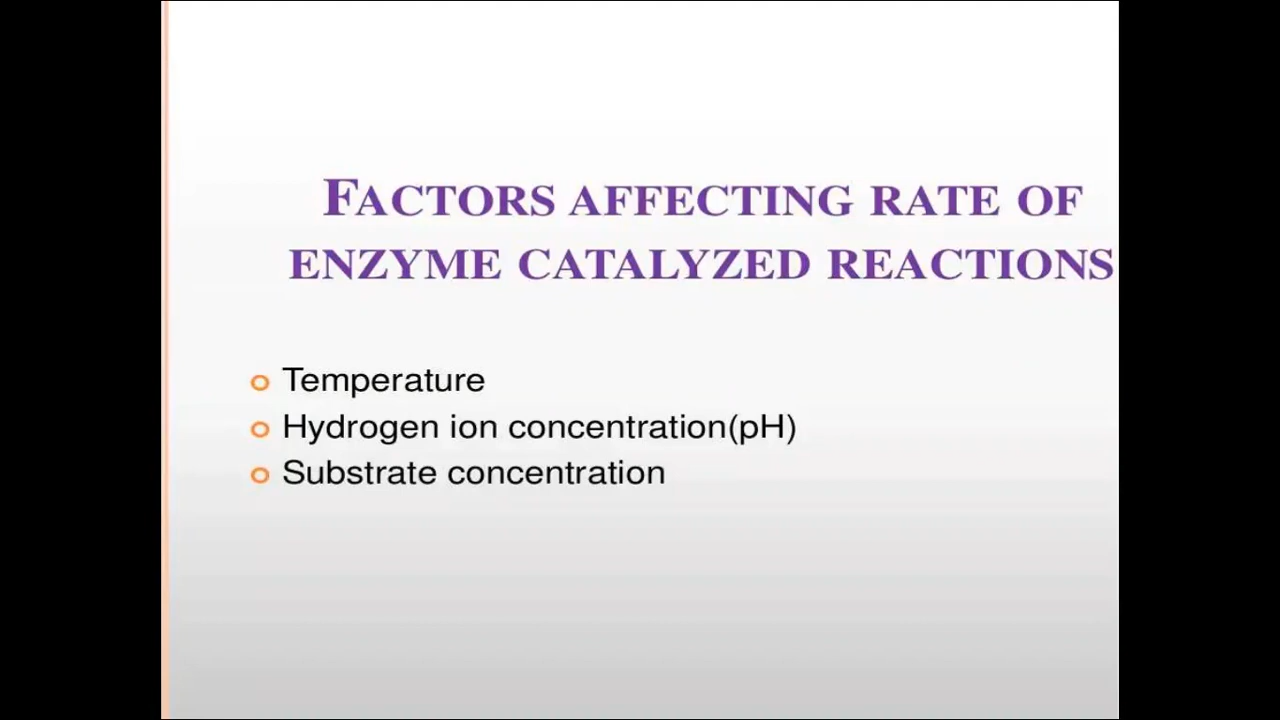 FACTORS AFFECTING RATE OF
ENZYME CATALYZED REACTIONS
Temperature
Hydrogen ion concentration(pH)
Substrate concentration